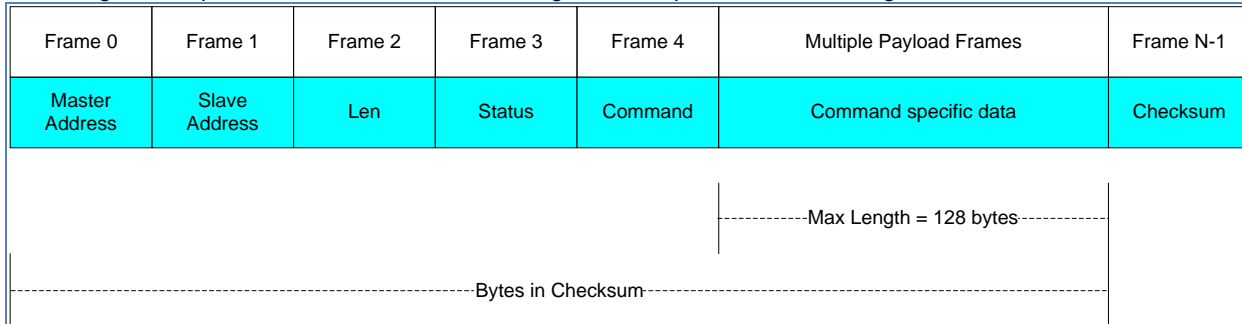 Frame 0 Frame 1 Frame 2 Frame 3 Frame 4 Multiple Payload Frames Frame N-1
Master Address Slave Address Len Status Command Command specific data Checksum
Max Length = 128 bytes
Bytes in Checksum